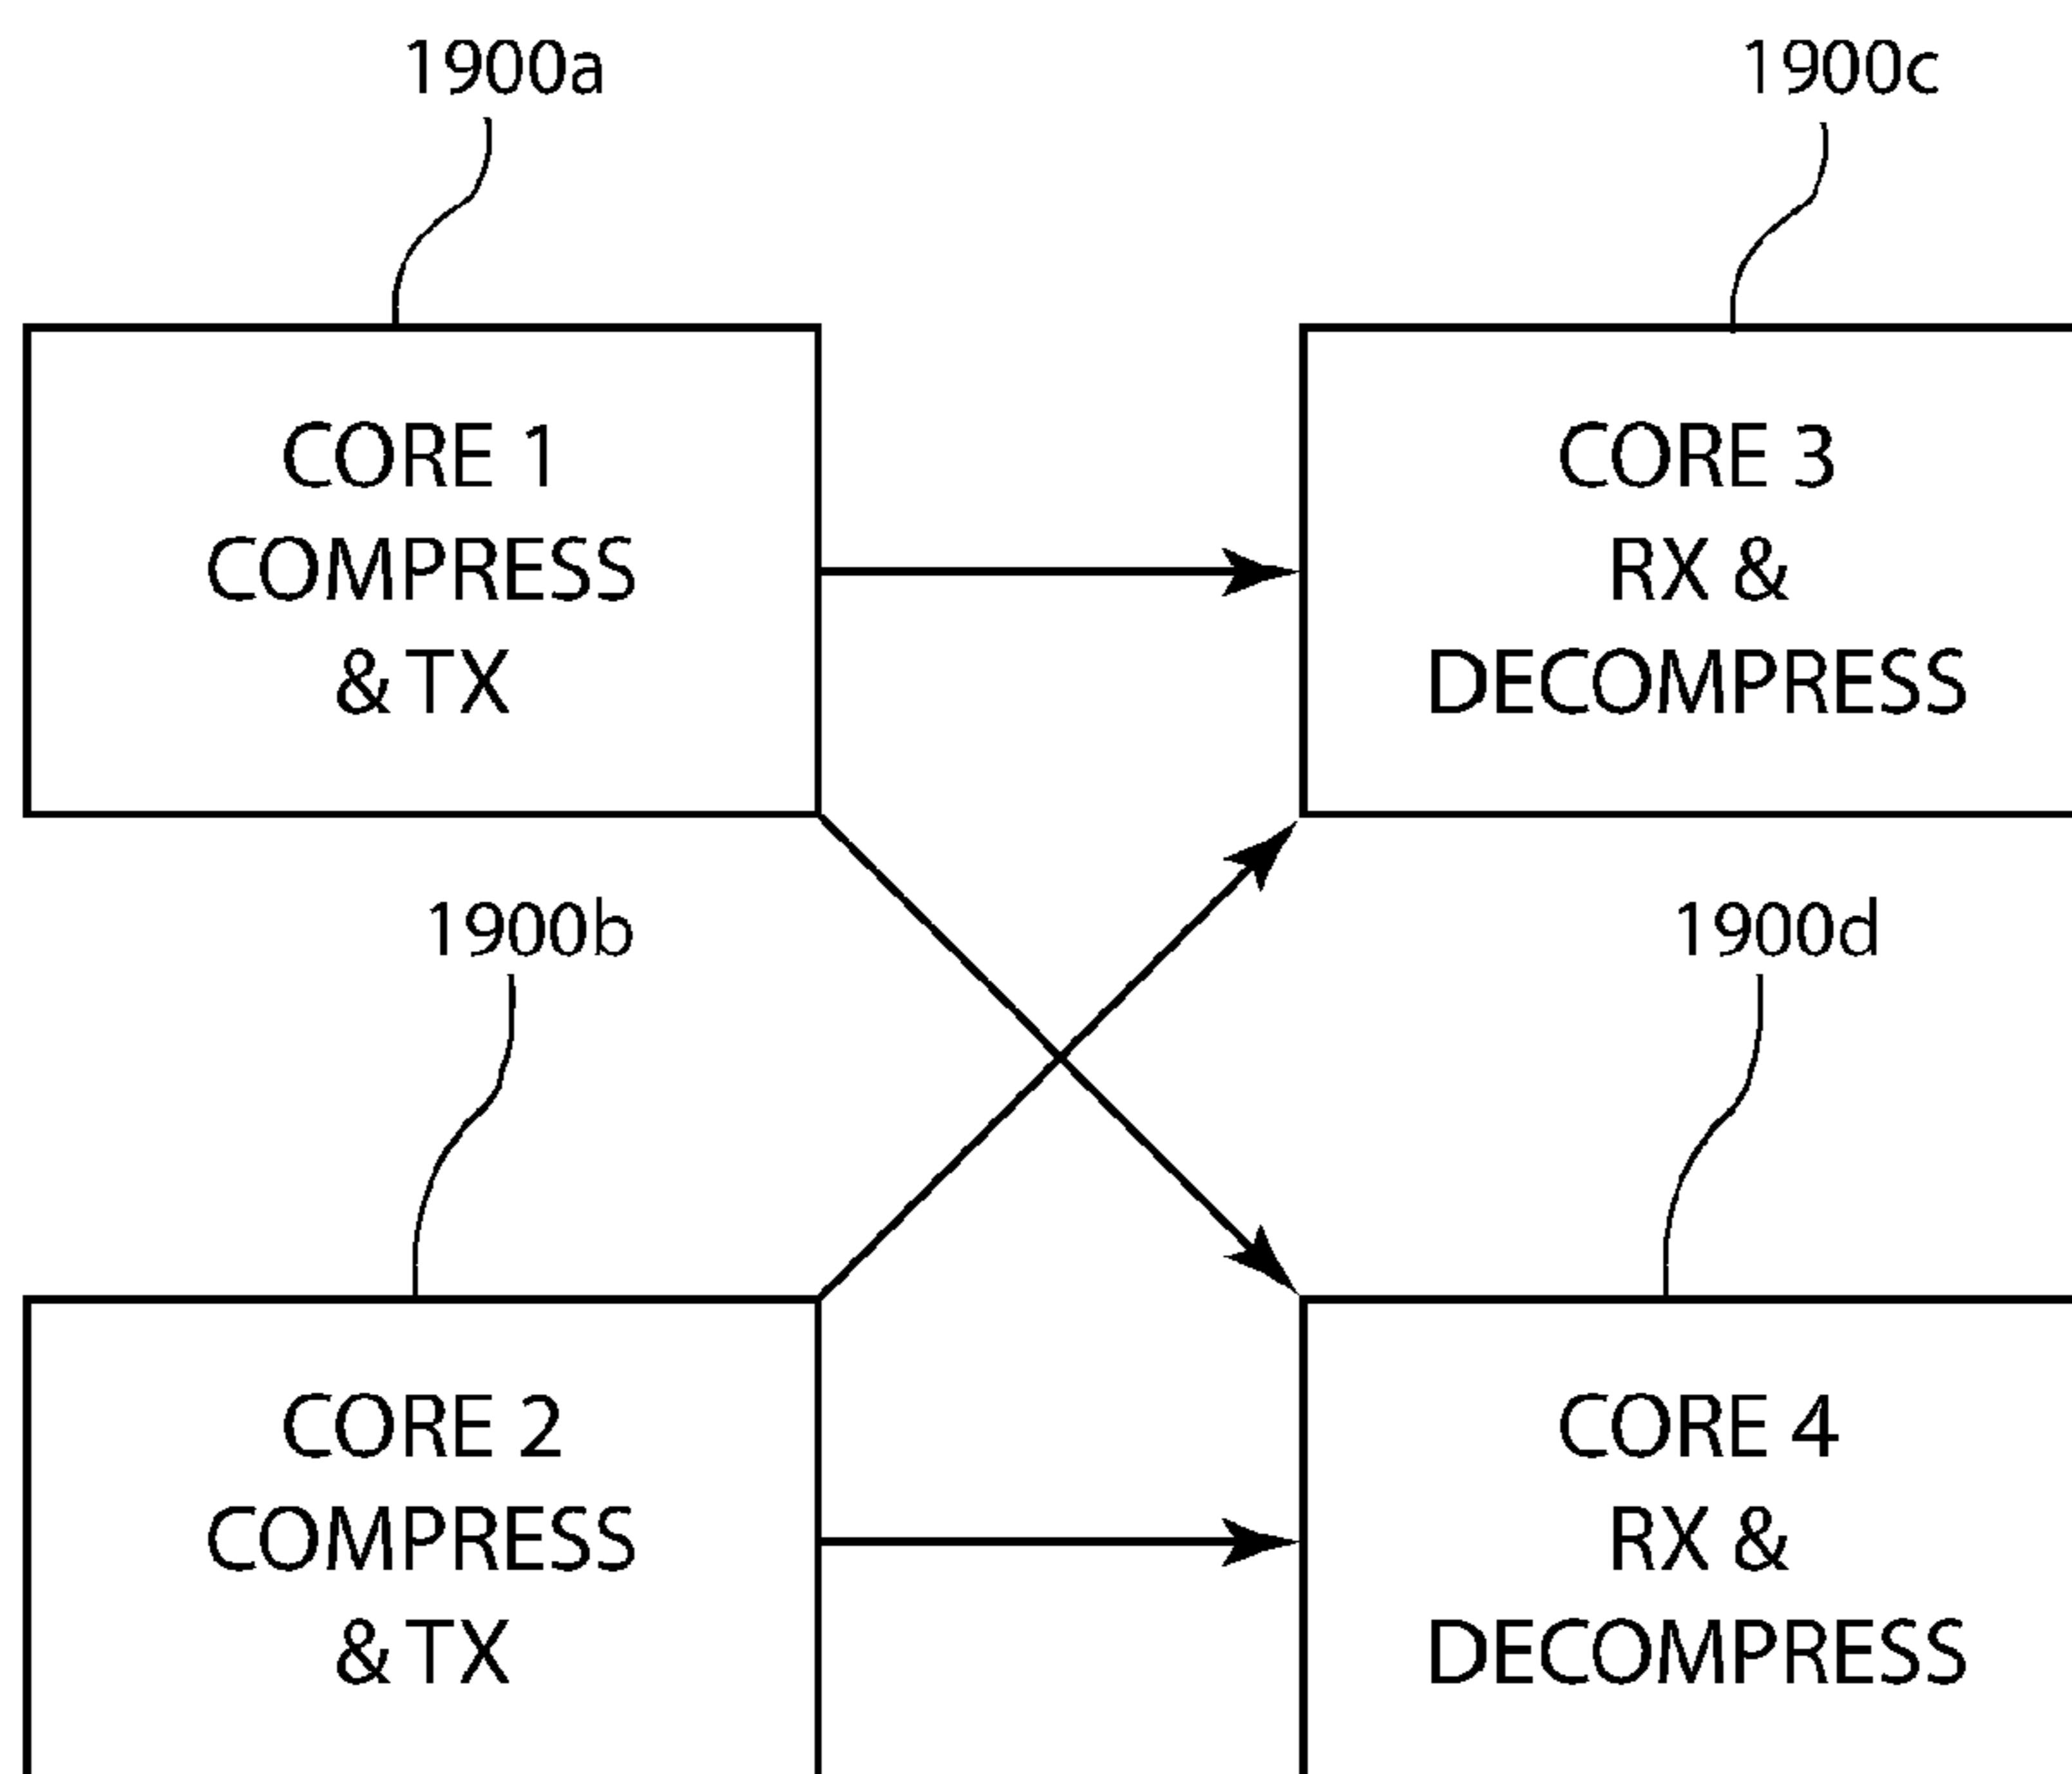 1900a
1900c
CORE 1
COMPRESS
& TX
CORE 3
RX &
DECOMPRESS
1900b
1900d
CORE 2
COMPRESS
& TX
CORE 4
RX &
DECOMPRESS